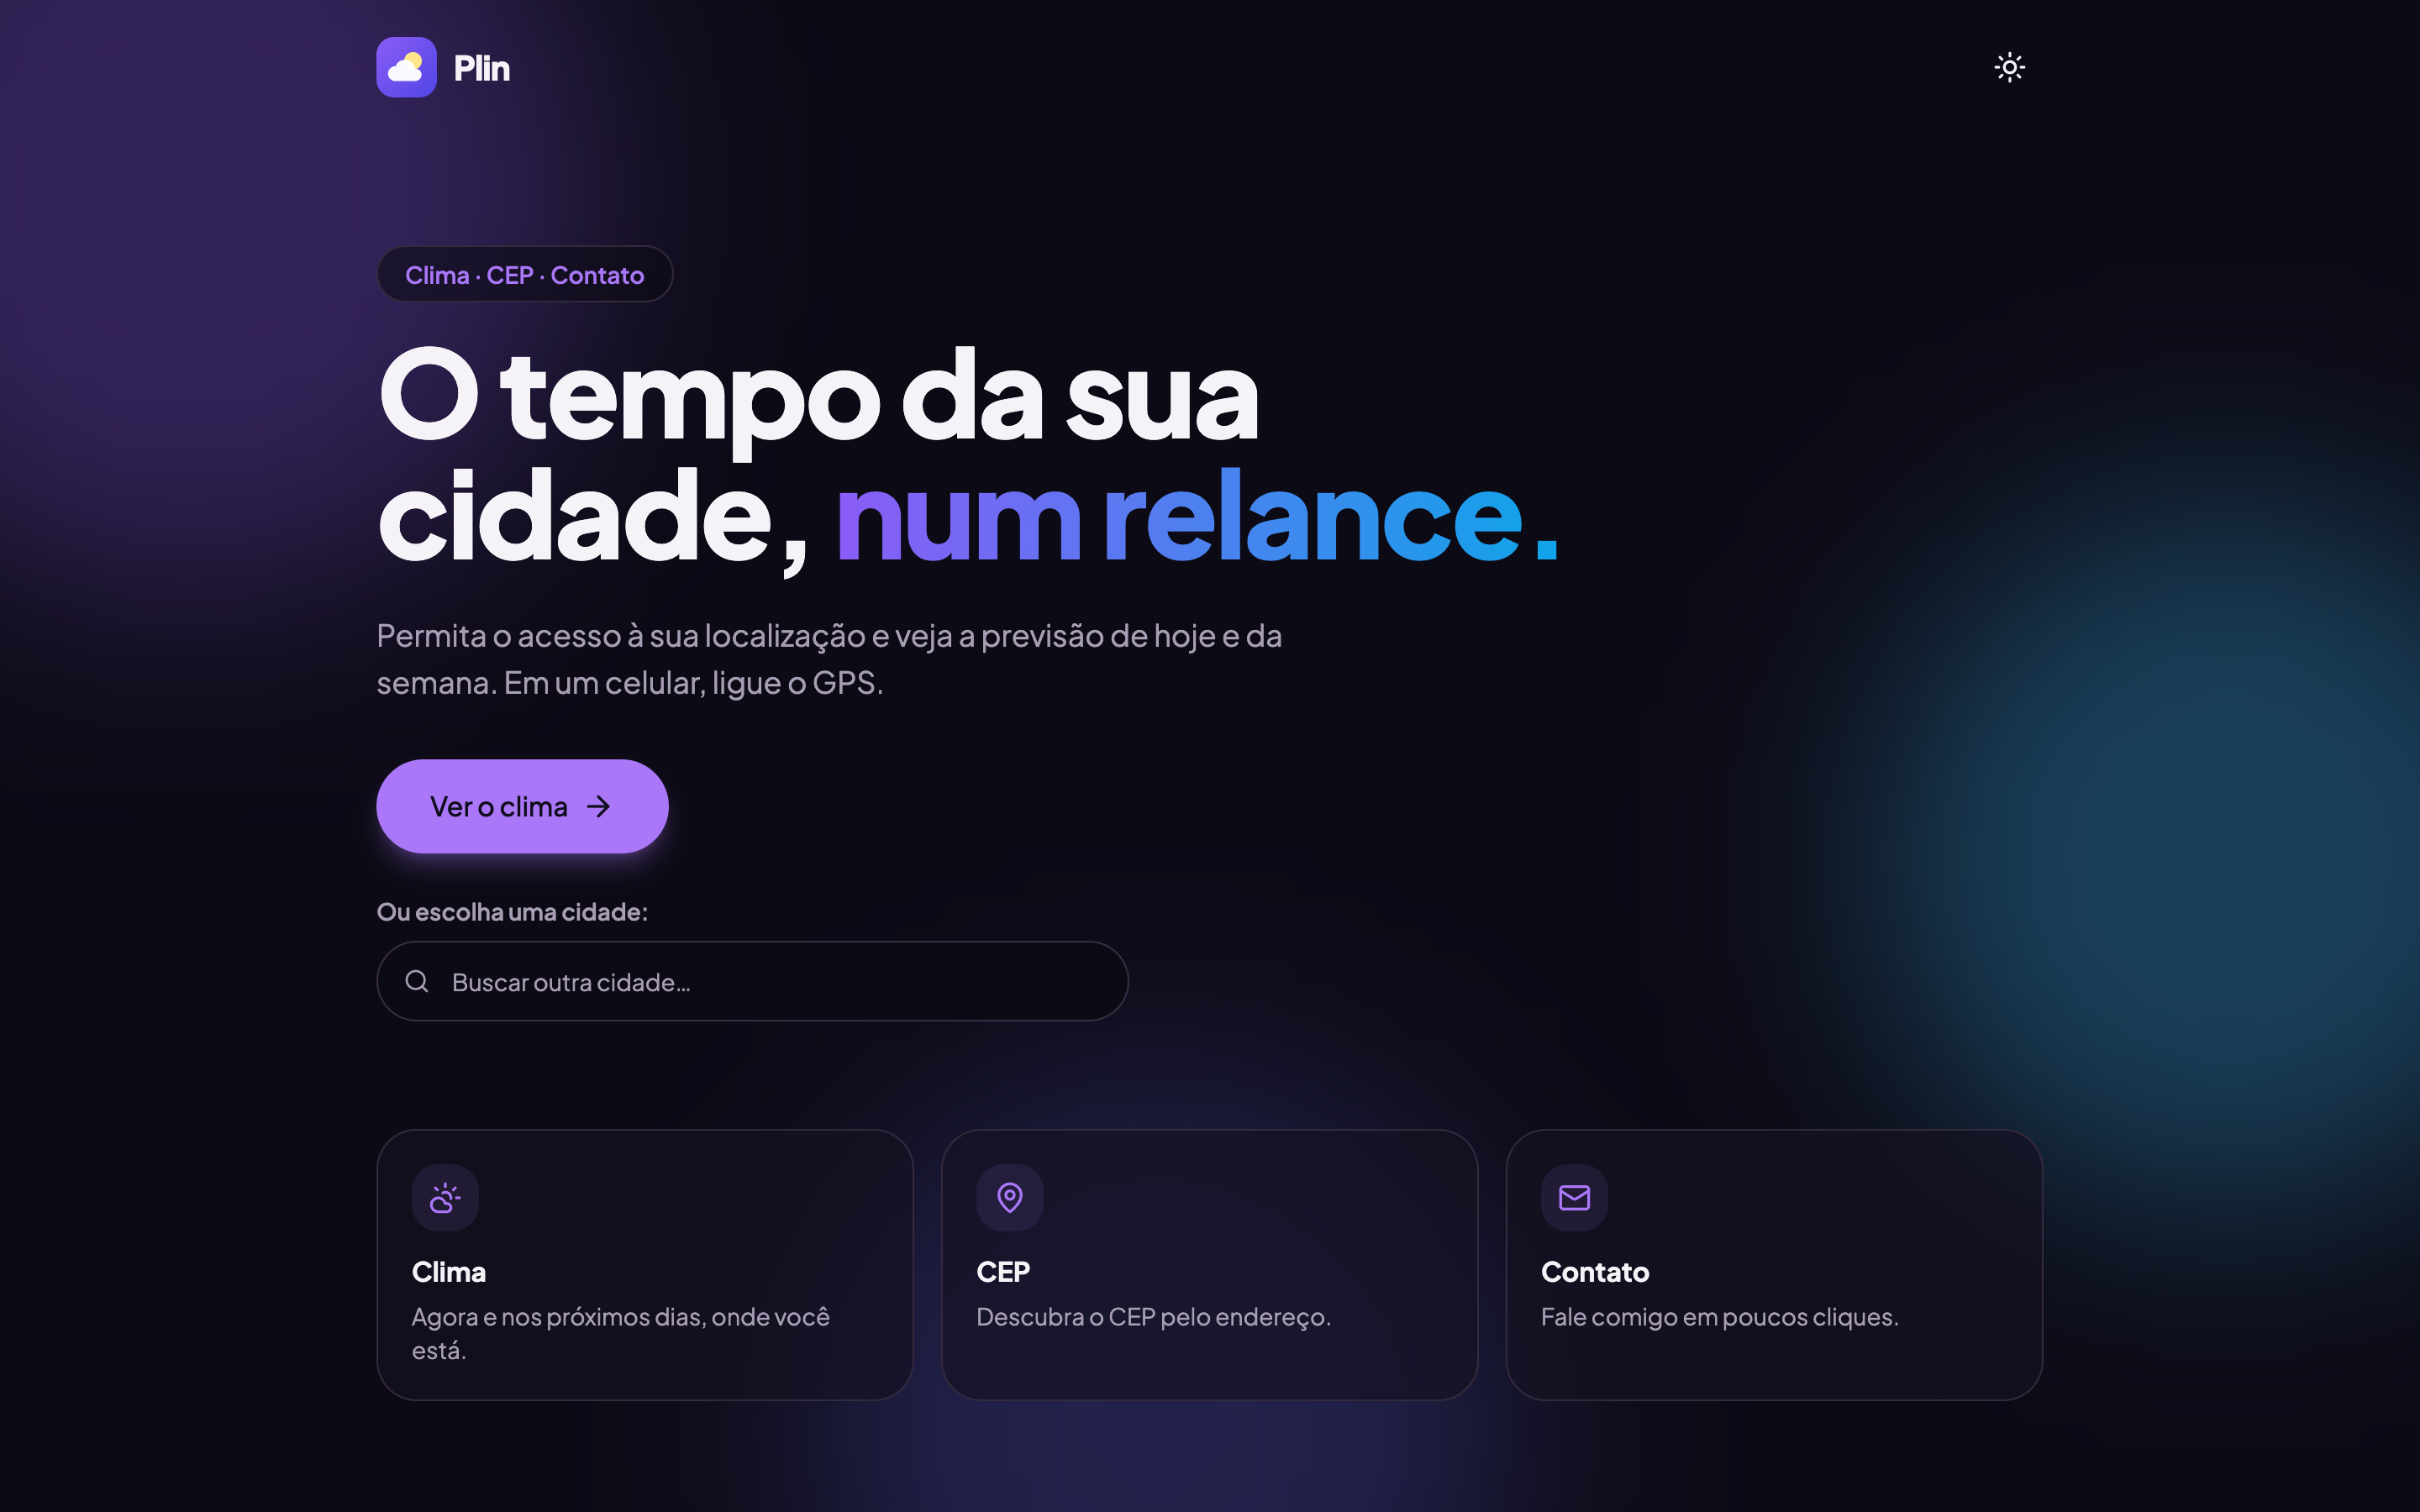 Plin
Clima · CEP · Contato
O tempo da sua
cidade, num relance.
Permita o acesso à sua localização e veja a previsão de hoje e da
semana. Em um celular, ligue o GPS.
Ver o clima
Ou escolha uma cidade:
Buscar outra cidade...
Clima
Agora e nos próximos dias, onde você
está.
CEP
Descubra o CEP pelo endereço.
Contato
Fale comigo em poucos cliques.